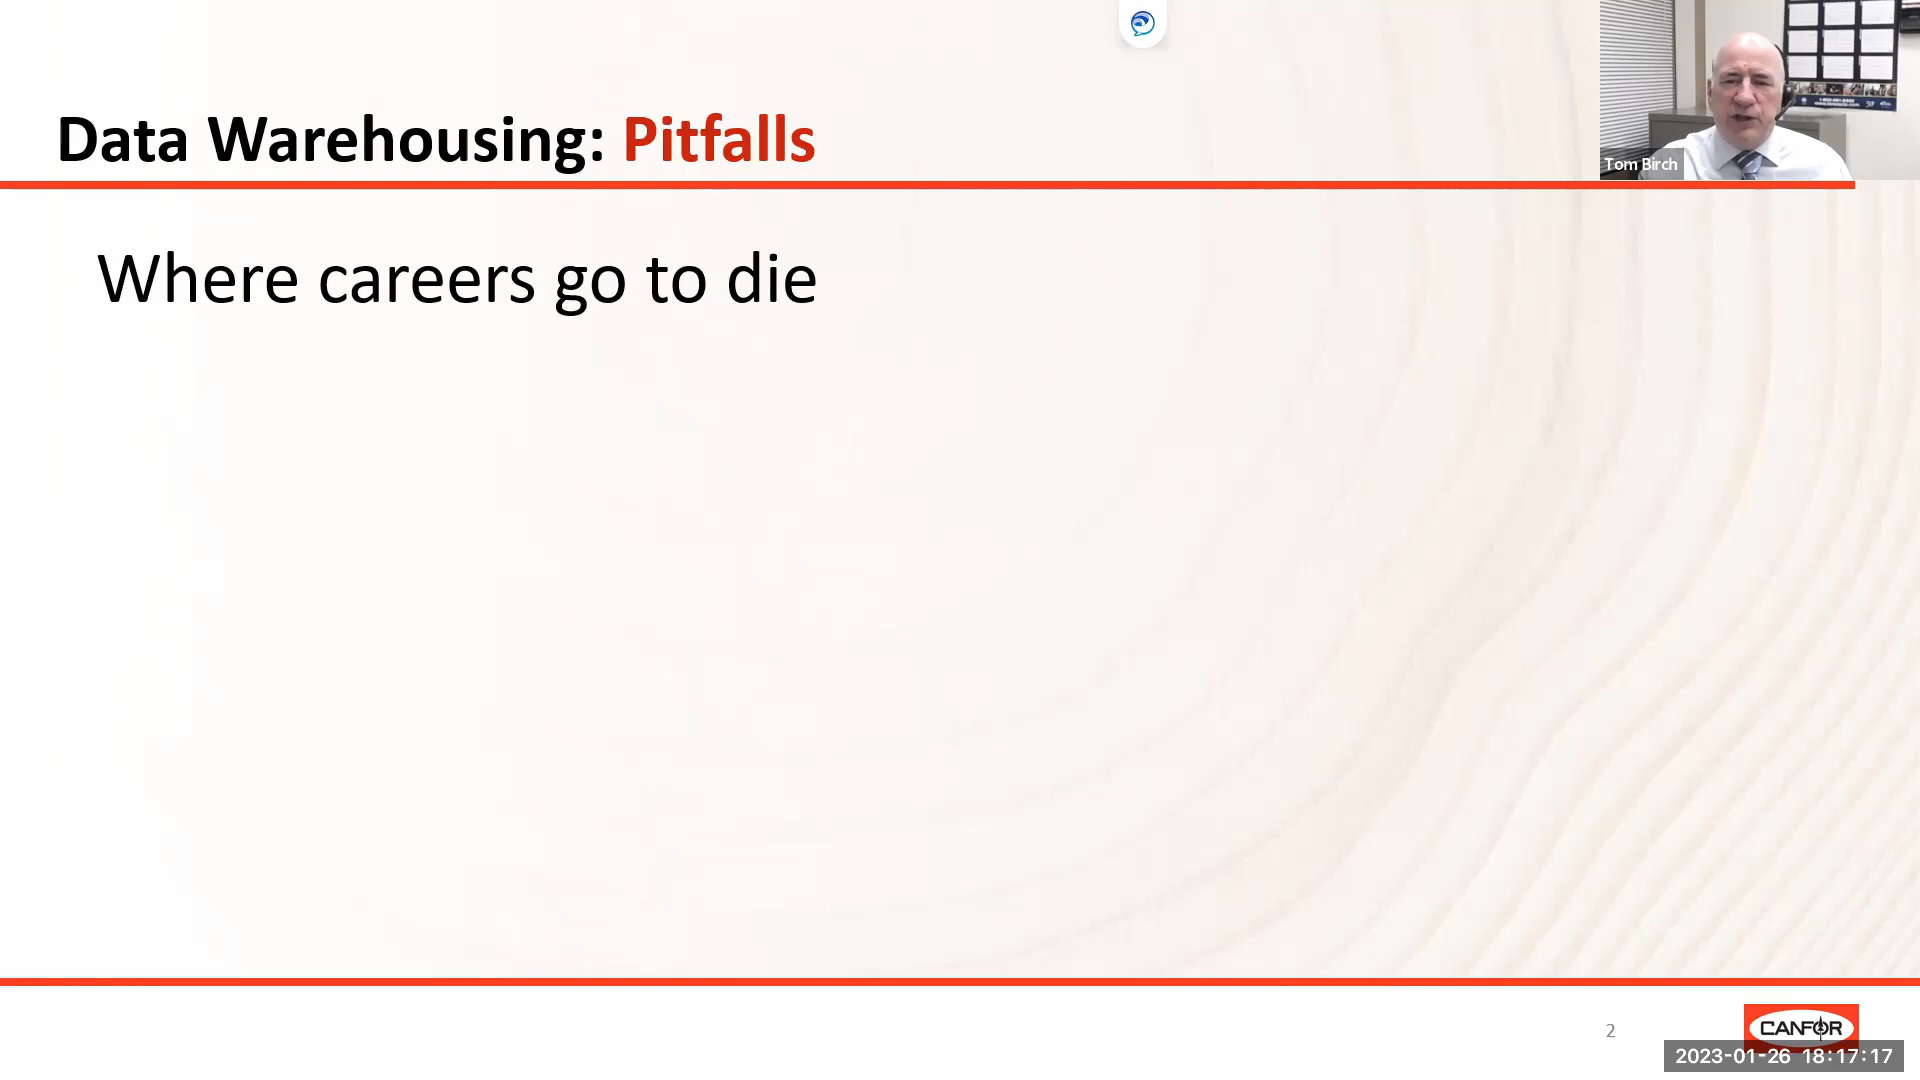 Data Warehousing: Pitfalls
Tom Birch
Where careers go to die
2
CANFOR
2023-01-26 18:17:17